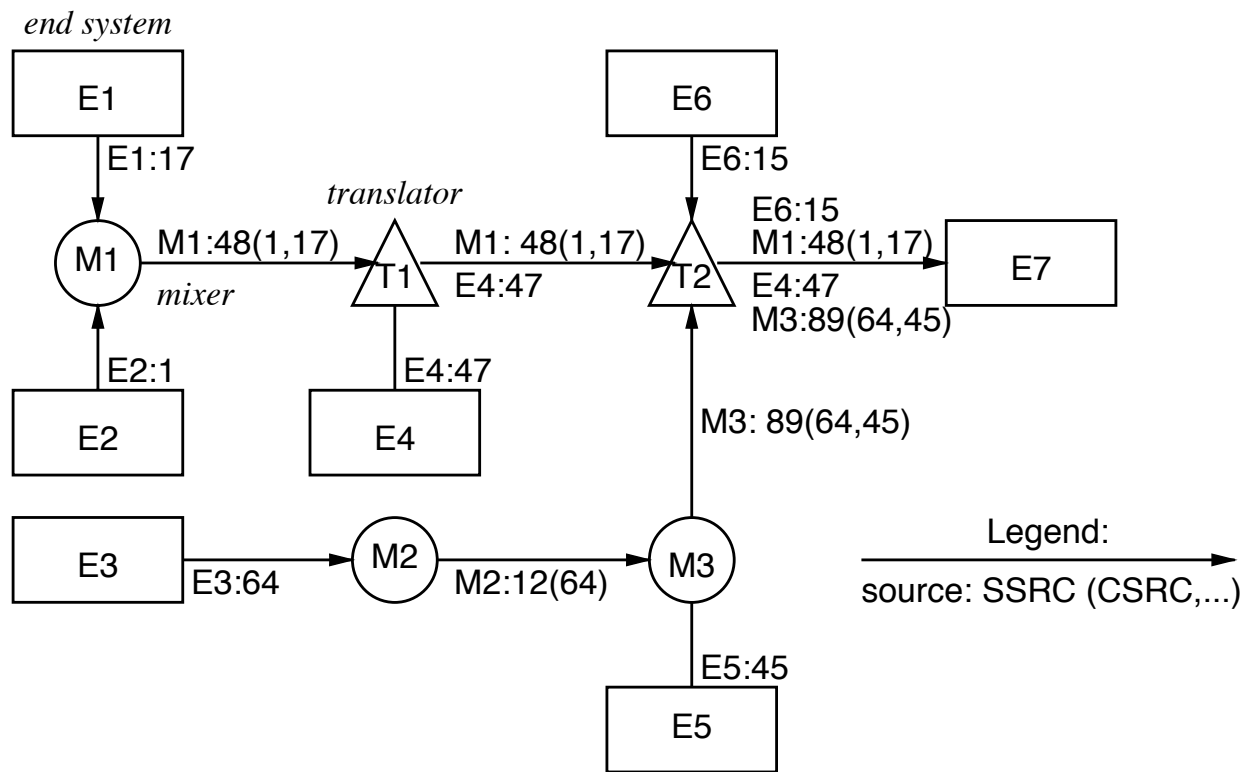 end system
E1
E6
E1:17
E6:15
translator
E6:15
M1:48(1,17)
M1: 48(1,17)
M1:48(1,17)
M1
T1
T2
E7
mixer
E4:47
E4:47
M3:89(64,45)
E2:1
E4:47
E2
E4
M3: 89(64,45)
Legend:
E3
M2
M3
E3:64
M2:12(64)
source: SSRC (CSRC,...)
E5:45
E5